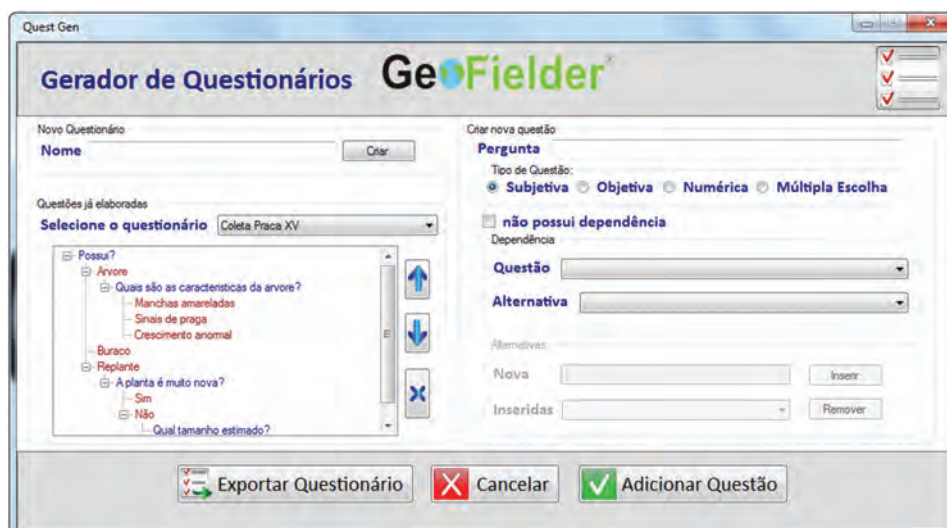 Quest Gen
Gerador de Questionários GeoFielder
Novo Questionário
Nome
Criar
Questões já elaboradas
Selecione o questionário Coleta Praca XV
Possui?
Arvore
Quais são as caracteristicas da arvore?
Manchas amareladas
Sinais de praga
Crescimento anormal
Buraco
Replante
A planta é muito nova?
Sim
Não
Qual tamanho estimado?
Criar nova questão
Pergunta
Tipo de Questão:
Subjetiva Objetiva Numérica Múltipla Escolha
não possui dependência
Dependência
Questão
Alternativa
Alternativas
Nova Inserir
Inseridas Remover
Exportar Questionário Cancelar Adicionar Questão